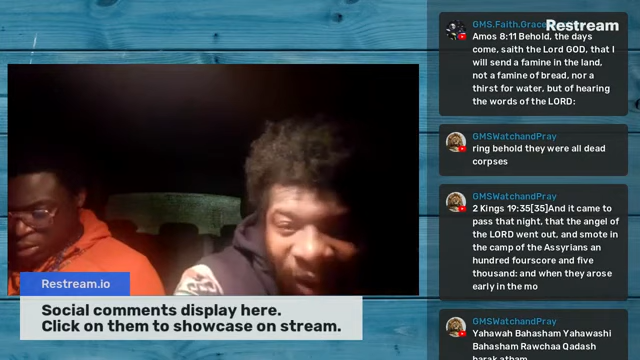 GMS.Faith.Grace
Restream
Amos 8:11 Behold, the days
come, saith the Lord GOD, that I
will send a famine in the land,
not a famine of bread, nor a
thirst for water, but of hearing
the words of the LORD:
GMSWatchandPray
ring behold they were all dead
corpses
GMSWatchandPray
2 Kings 19:35[35]And it came to
pass that night, that the angel of
the LORD went out, and smote in
the camp of the Assyrians an
hundred fourscore and five
thousand: and when they arose
early in the mo
GMSWatchandPray
Yahawah Bahasham Yahawashi
Bahasham Rawchaa Qadash
barak atham
Restream.io
Social comments display here.
Click on them to showcase on stream.